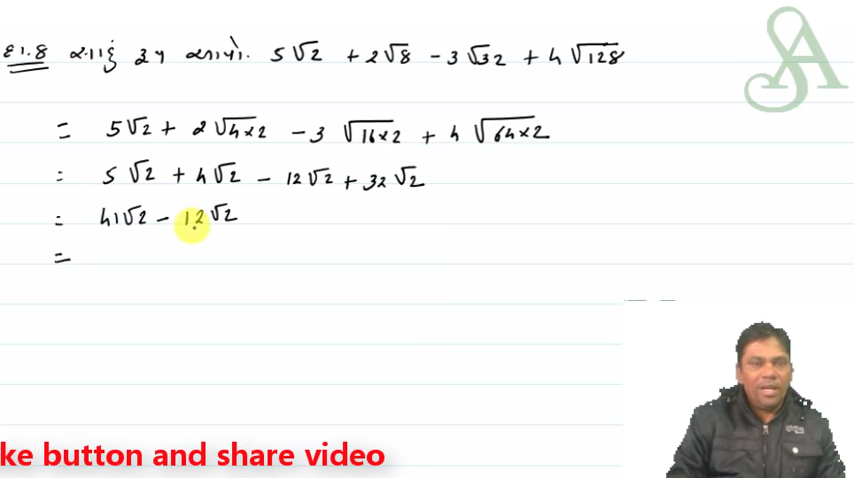 દા.8 સાદું રૂપ આપો. 5√2 + 2√8 - 3√32 + 4√128
= 5√2 + 2√4×2 - 3 √16×2 + 4 √64×2
= 5√2 + 4√2 - 12√2 + 32√2
= 41√2 - 12√2
=
ke button and share video